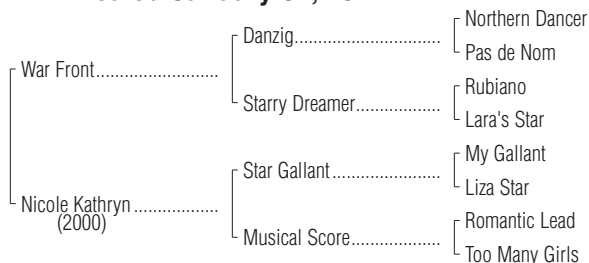 Northern Dancer
Danzig................................
Pas de Nom
War Front...........................
Rubiano
Starry Dreamer..................
Lara's Star
My Gallant
Star Gallant.......................
Liza Star
Nicole Kathryn..................
(2000)
Romantic Lead
Musical Score...................
Too Many Girls